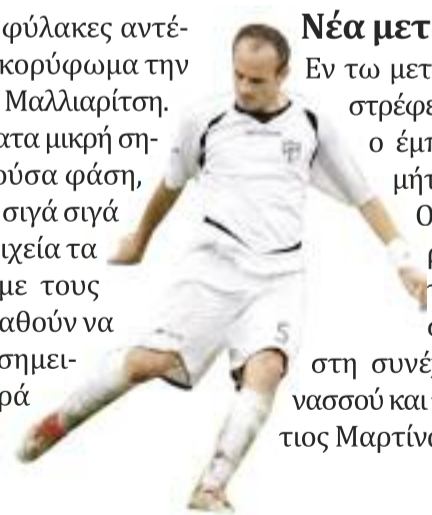 φύλακες αντέ-
κορύφωμα την
Μαλλιαρίτση.
ατα μικρή ση-
ούσα φάση,
σιγά σιγά
ιχεία τα
με τους
αθούν να
σημει-
ρά
5
Νέα μετ
Εν τω μετ
στρέφε
ο έμπ
μήτ
Ο
στη συνέχ
νασσού και
τιος Μαρτίνο